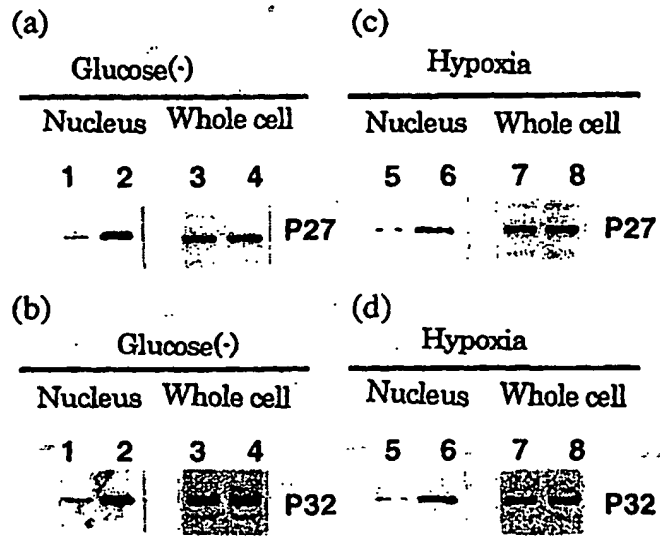 (a)
Glucose(-)
Nucleus Whole cell
1 2 3 4
P27
(c)
Hypoxia
Nucleus Whole cell
5 6 7 8
P27
(b)
Glucose(-)
Nucleus Whole cell
1 2 3 4
P32
(d)
Hypoxia
Nucleus Whole cell
5 6 7 8
P32